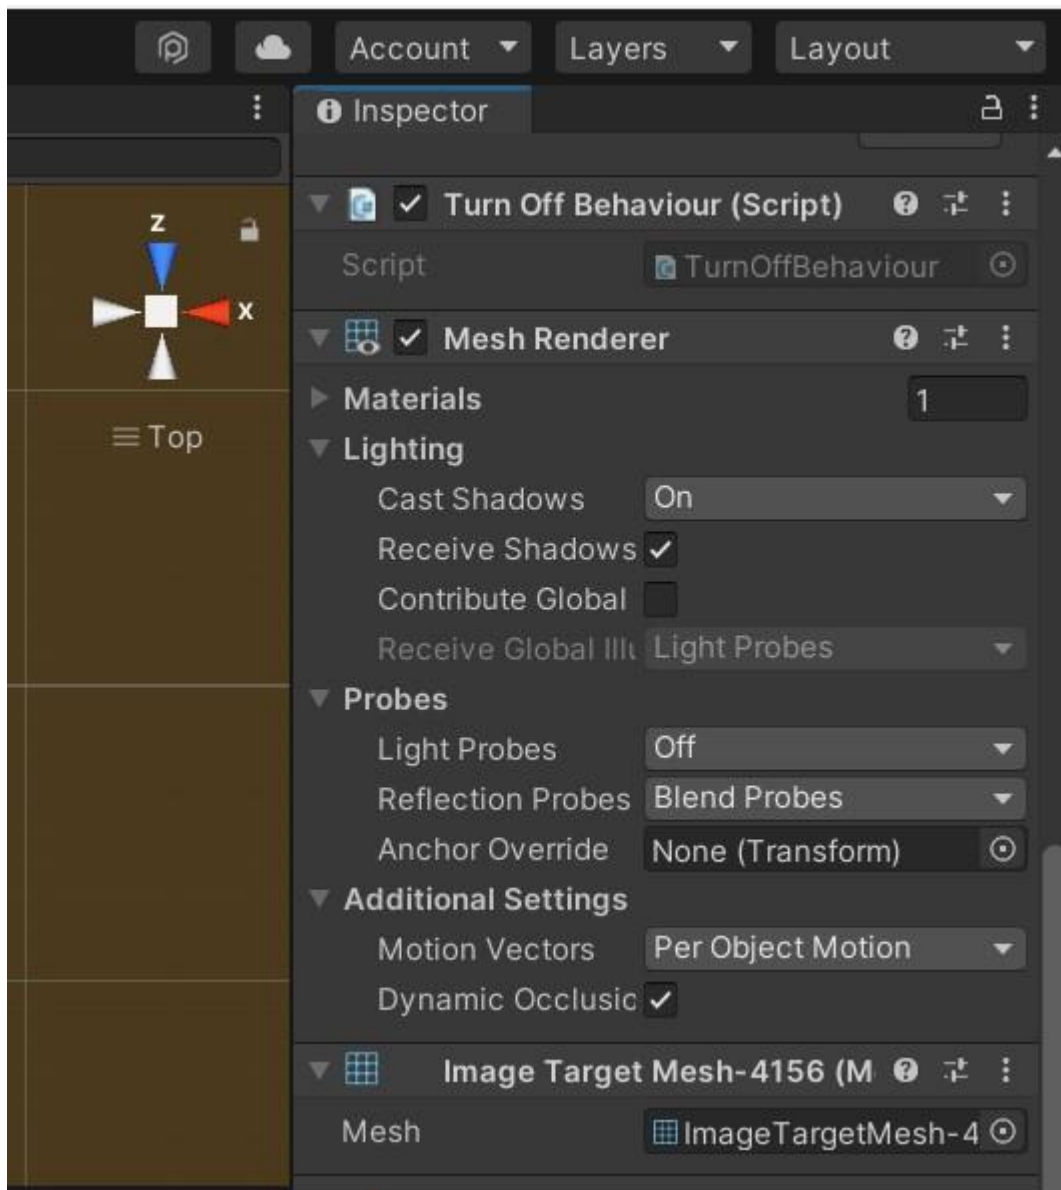 Account Layers Layout
Inspector
Turn Off Behaviour (Script)
Script TurnOffBehaviour
z
x
Mesh Renderer
Materials 1
Top
Lighting
Cast Shadows On
Receive Shadows
Contribute Global
Receive Global Illu Light Probes
Probes
Light Probes Off
Reflection Probes Blend Probes
Anchor Override None (Transform)
Additional Settings
Motion Vectors Per Object Motion
Dynamic Occlusic
Image Target Mesh-4156 (M
Mesh ImageTargetMesh-4